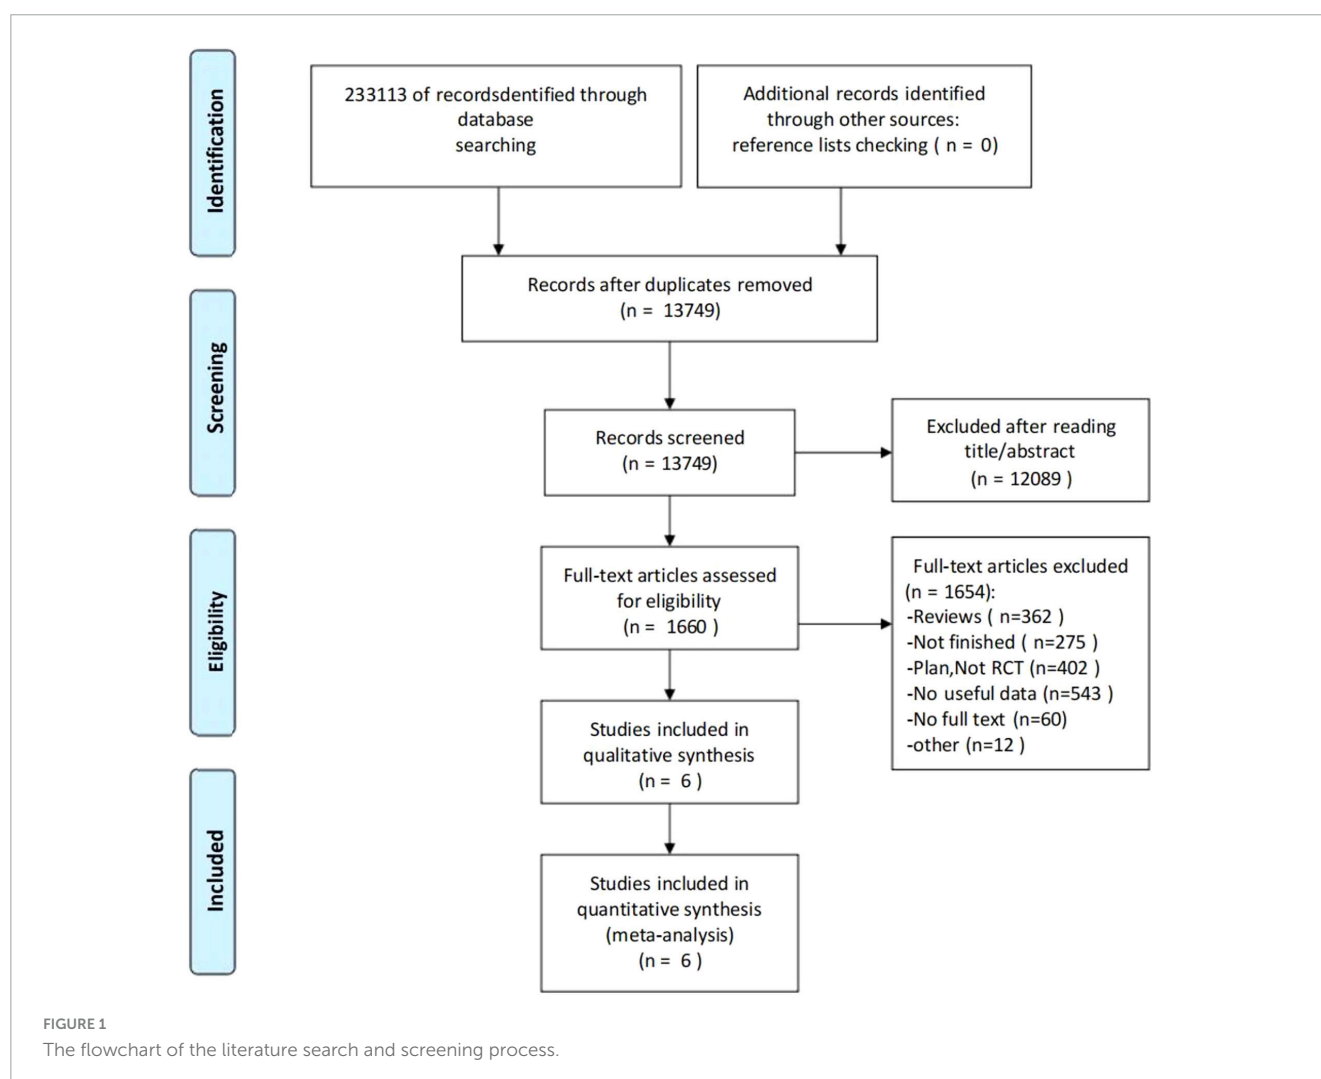 Identification
233113 of recordsdentified through
database
searching
Additional records identified
through other sources:
reference lists checking ( n = 0)
Records after duplicates removed
(n = 13749)
Screening
Records screened
(n = 13749)
Excluded after reading
title/abstract
(n = 12089 )
Eligibility
Full-text articles assessed
for eligibility
(n = 1660 )
Full-text articles excluded
(n = 1654):
-Reviews ( n=362 )
-Not finished ( n=275 )
-Plan,Not RCT (n=402 )
-No useful data (n=543 )
-No full text (n=60)
-other (n=12 )
Studies included in
qualitative synthesis
(n = 6 )
Included
Studies included in
quantitative synthesis
(meta-analysis)
(n = 6 )
FIGURE 1
The flowchart of the literature search and screening process.